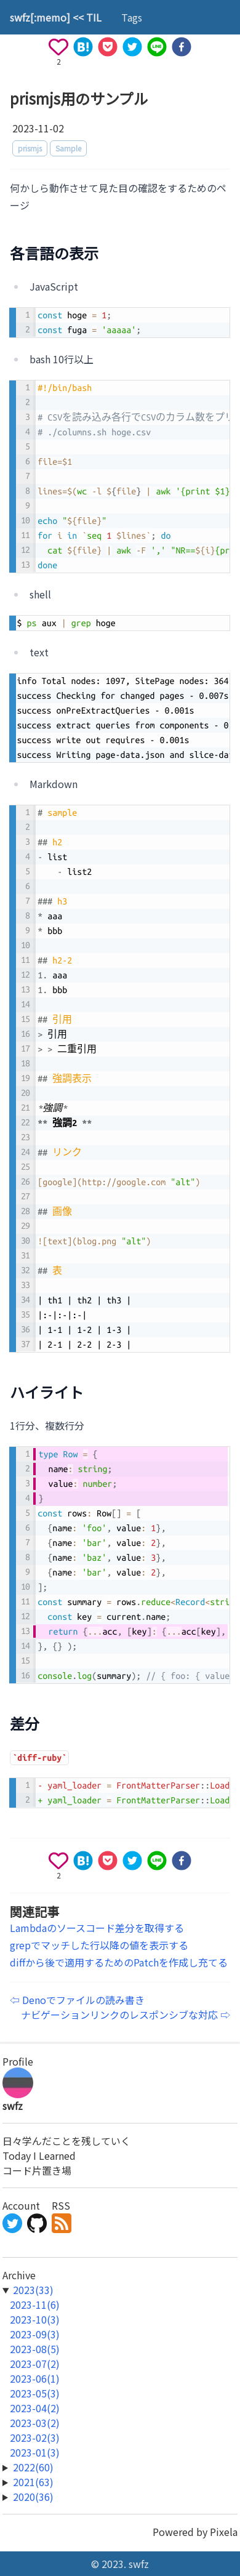 swfz[:memo] << TIL Tags
2
prismjs用のサンプル
2023-11-02
prismjs Sample
何かしら動作させて見た目の確認をするためのペ
ージ
各言語の表示
JavaScript
1 const hoge = 1;
2 const fuga = 'aaaaa';
bash 10行以上
1 #!/bin/bash
2
3 # CSVを読み込み各行でCSVのカラム数をプリ
4 # ./columns.sh hoge.csv
5
6 file=$1
7
8 lines=$(wc -l ${file} | awk '{print $1}
9
10 echo "${file}"
11 for i in `seq 1 $lines`; do
12 cat ${file} | awk -F ',' "NR==${i}{pr
13 done
shell
$ ps aux | grep hoge
text
info Total nodes: 1097, SitePage nodes: 364
success Checking for changed pages - 0.007s
success onPreExtractQueries - 0.001s
success extract queries from components - 0
success write out requires - 0.001s
success Writing page-data.json and slice-da
Markdown
1 # sample
2
3 ## h2
4 - list
5 - list2
6
7 ### h3
8 * aaa
9 * bbb
10
11 ## h2-2
12 1. aaa
13 1. bbb
14
15 ## 引用
16 > 引用
17 > > 二重引用
18
19 ## 強調表示
20
21 *強調*
22 ** 強調2 **
23
24 ## リンク
25
26 [google](http://google.com "alt")
27
28 ## 画像
29
30 ![text](blog.png "alt")
31
32 ## 表
33
34 | th1 | th2 | th3 |
35 |:-|:-|:-|
36 | 1-1 | 1-2 | 1-3 |
37 | 2-1 | 2-2 | 2-3 |
ハイライト
1行分、複数行分
1 type Row = {
2 name: string;
3 value: number;
4 }
5 const rows: Row[] = [
6 {name: 'foo', value: 1},
7 {name: 'bar', value: 2},
8 {name: 'baz', value: 3},
9 {name: 'bar', value: 2},
10 ];
11 const summary = rows.reduce<Record<stri
12 const key = current.name;
13 return {...acc, [key]: {...acc[key],
14 }, {} );
15
16 console.log(summary); // { foo: { value
差分
`diff-ruby`
1 - yaml_loader = FrontMatterParser::Load
2 + yaml_loader = FrontMatterParser::Load
2
関連記事
Lambdaのソースコード差分を取得する
grepでマッチした行以降の値を表示する
diffから後で適用するためのPatchを作成し充てる
⇦ Denoでファイルの読み書き
ナビゲーションリンクのレスポンシブな対応 ⇨
Profile
swfz
日々学んだことを残していく
Today I Learned
コード片置き場
Account RSS
Archive
▼ 2023(33)
2023-11(6)
2023-10(3)
2023-09(3)
2023-08(5)
2023-07(2)
2023-06(1)
2023-05(3)
2023-04(2)
2023-03(2)
2023-02(3)
2023-01(3)
▶ 2022(60)
▶ 2021(63)
▶ 2020(36)
Powered by Pixela
© 2023. swfz